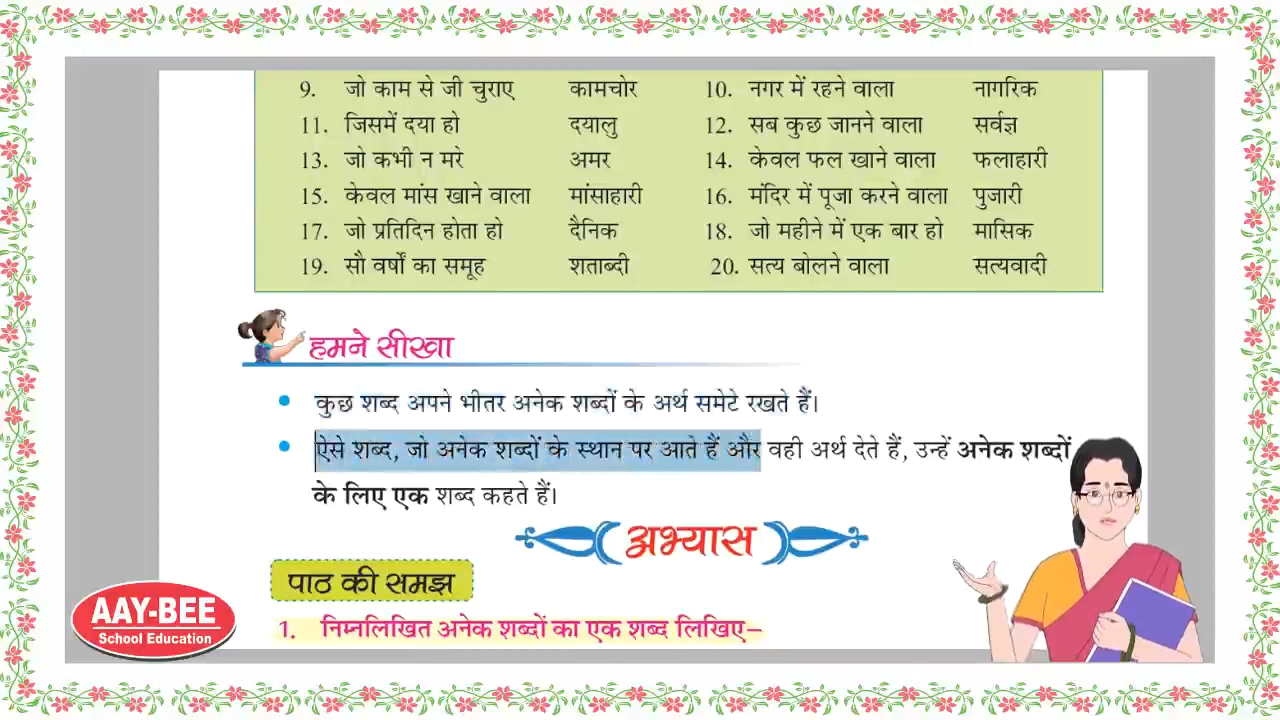 9. जो काम से जी चुराए कामचोर 10. नगर में रहने वाला नागरिक
11. जिसमें दया हो दयालु 12. सब कुछ जानने वाला सर्वज्ञ
13. जो कभी न मरे अमर 14. केवल फल खाने वाला फलाहारी
15. केवल मांस खाने वाला मांसाहारी 16. मंदिर में पूजा करने वाला पुजारी
17. जो प्रतिदिन होता हो दैनिक 18. जो महीने में एक बार हो मासिक
19. सौ वर्षों का समूह शताब्दी 20. सत्य बोलने वाला सत्यवादी
हमने सीखा
• कुछ शब्द अपने भीतर अनेक शब्दों के अर्थ समेटे रखते हैं।
• ऐसे शब्द, जो अनेक शब्दों के स्थान पर आते हैं और वही अर्थ देते हैं, उन्हें अनेक शब्दों
के लिए एक शब्द कहते हैं।
अभ्यास
पाठ की समझ
1. निम्नलिखित अनेक शब्दों का एक शब्द लिखिए–
AAY-BEE
School Education